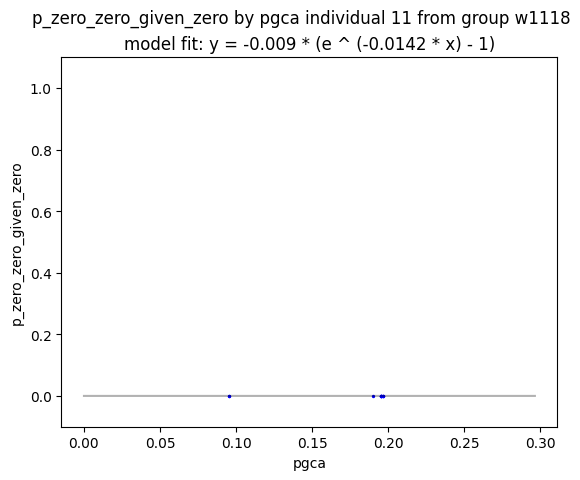 p_zero_zero_given_zero by pgca individual 11 from group w1118
model fit: y = -0.009 * (e ^ (-0.0142 * x) - 1)
1.0
0.8
0.6
0.4
0.2
0.0
p_zero_zero_given_zero
0.00 0.05 0.10 0.15 0.20 0.25 0.30
pgca